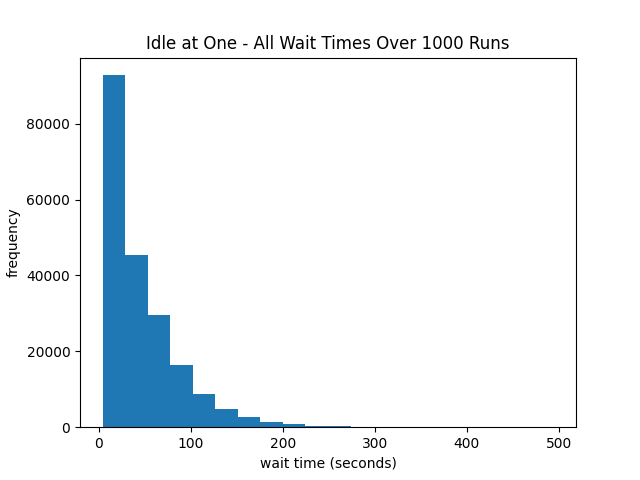 Idle at One - All Wait Times Over 1000 Runs
80000
60000
40000
20000
0
frequency
0 100 200 300 400 500
wait time (seconds)